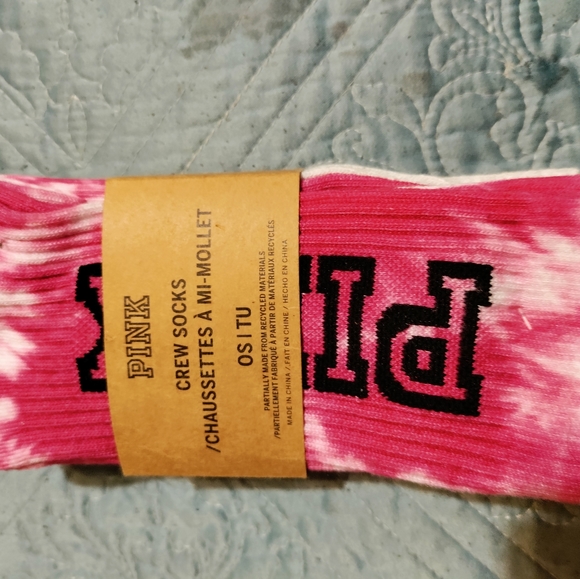 PINK
CREW SOCKS
/CHAUSSETTES À MI-MOLLET
OS | TU
PARTIALLY MADE FROM RECYCLED MATERIALS
/PARTIELLEMENT FABRIQUÉ À PARTIR DE MATÉRIAUX RECYCLÉS
MADE IN CHINA / FAIT EN CHINE / HECHO EN CHINA
PI K